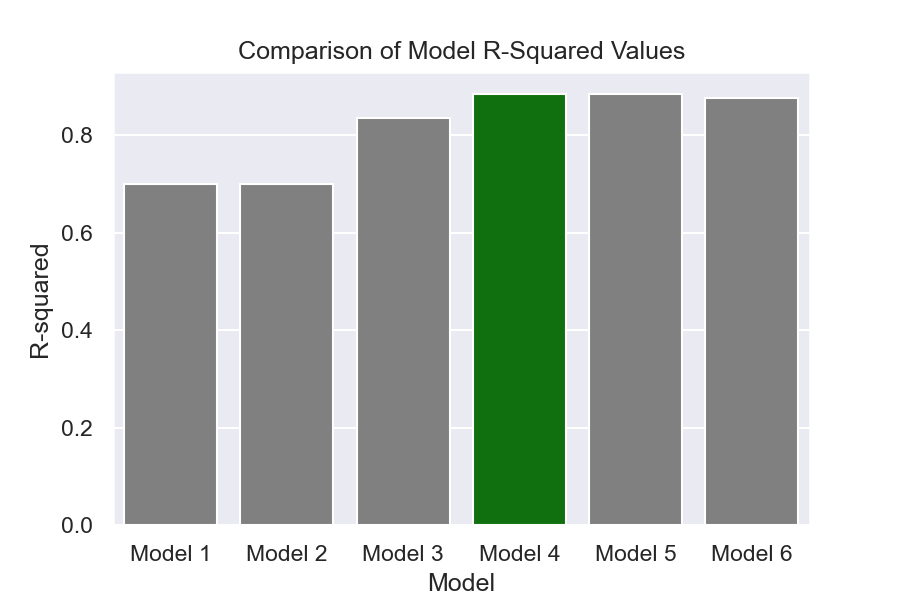 Comparison of Model R-Squared Values
R-squared
0.8
0.6
0.4
0.2
0.0
Model 1 Model 2 Model 3 Model 4 Model 5 Model 6
Model